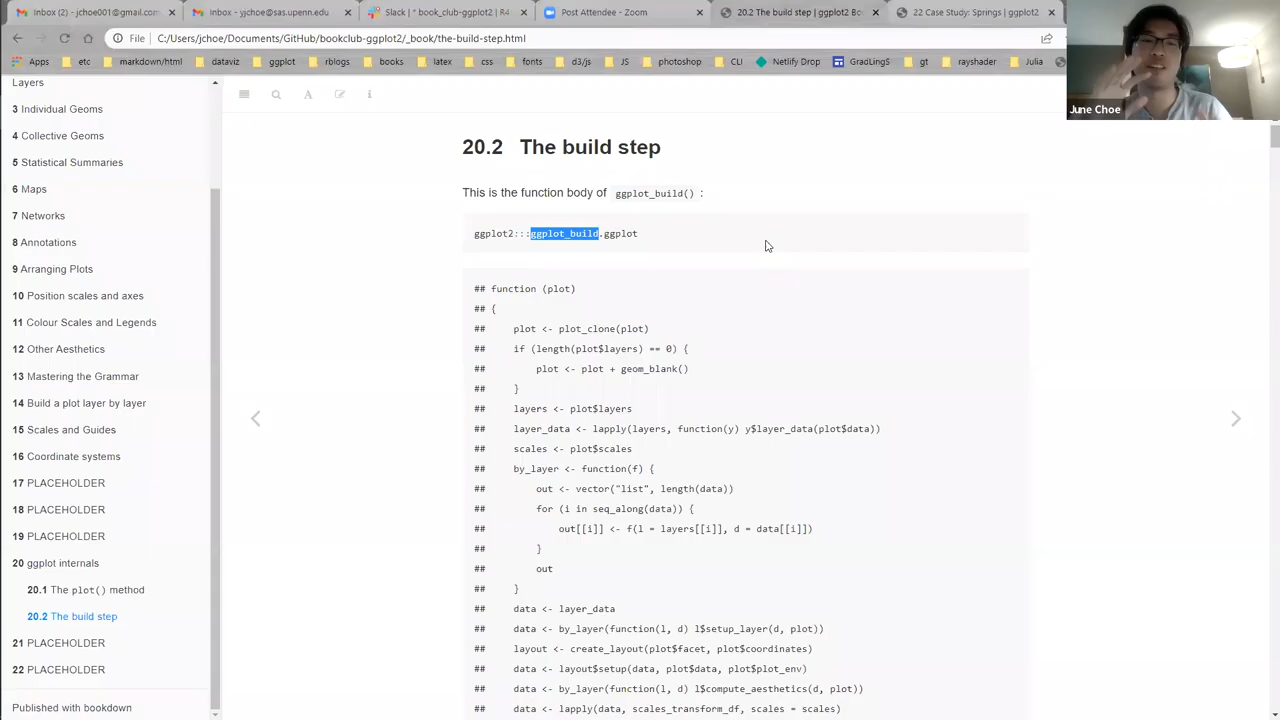 Inbox (2) - jchoe001@gmail.com
Inbox - yjchoe@sas.upenn.edu
Slack | * book_club-ggplot2 | R4
Post Attendee - Zoom
20.2 The build step | ggplot2 Boo
22 Case Study: Springs | ggplot2
File C:/Users/jchoe/Documents/GitHub/bookclub-ggplot2/_book/the-build-step.html
Apps etc markdown/html dataviz ggplot rblogs books latex css fonts d3/js JS photoshop CLI Netlify Drop GradLingS gt rayshader Julia
June Choe
Layers
3 Individual Geoms
4 Collective Geoms
5 Statistical Summaries
6 Maps
7 Networks
8 Annotations
9 Arranging Plots
10 Position scales and axes
11 Colour Scales and Legends
12 Other Aesthetics
13 Mastering the Grammar
14 Build a plot layer by layer
15 Scales and Guides
16 Coordinate systems
17 PLACEHOLDER
18 PLACEHOLDER
19 PLACEHOLDER
20 ggplot internals
20.1 The plot() method
20.2 The build step
21 PLACEHOLDER
22 PLACEHOLDER
Published with bookdown
A
i
20.2 The build step
This is the function body of ggplot_build() :
ggplot2:::ggplot_build.ggplot
## function (plot)
## {
## plot <- plot_clone(plot)
## if (length(plot$layers) == 0) {
## plot <- plot + geom_blank()
## }
## layers <- plot$layers
## layer_data <- lapply(layers, function(y) y$layer_data(plot$data))
## scales <- plot$scales
## by_layer <- function(f) {
## out <- vector("list", length(data))
## for (i in seq_along(data)) {
## out[[i]] <- f(l = layers[[i]], d = data[[i]])
## }
## out
## }
## data <- layer_data
## data <- by_layer(function(l, d) l$setup_layer(d, plot))
## layout <- create_layout(plot$facet, plot$coordinates)
## data <- layout$setup(data, plot$data, plot$plot_env)
## data <- by_layer(function(l, d) l$compute_aesthetics(d, plot))
## data <- lapply(data, scales_transform_df, scales = scales)